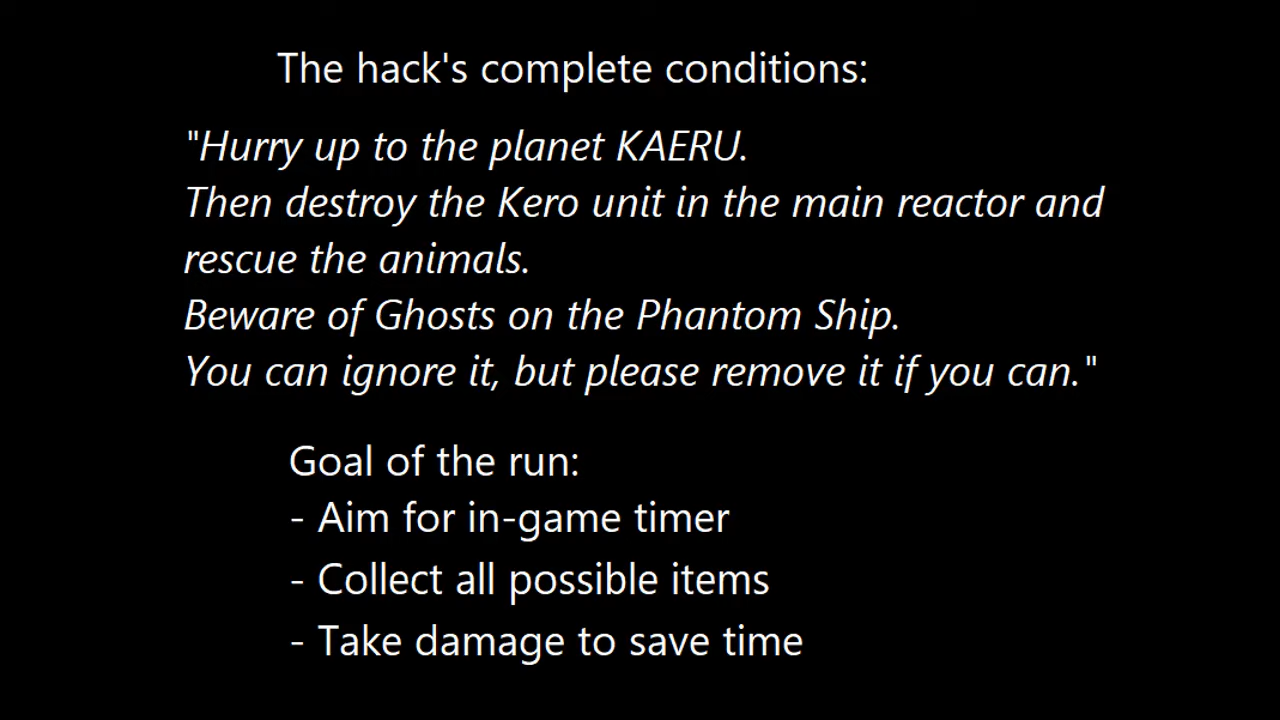 The hack's complete conditions:
"Hurry up to the planet KAERU.
Then destroy the Kero unit in the main reactor and
rescue the animals.
Beware of Ghosts on the Phantom Ship.
You can ignore it, but please remove it if you can."
Goal of the run:
- Aim for in-game timer
- Collect all possible items
- Take damage to save time